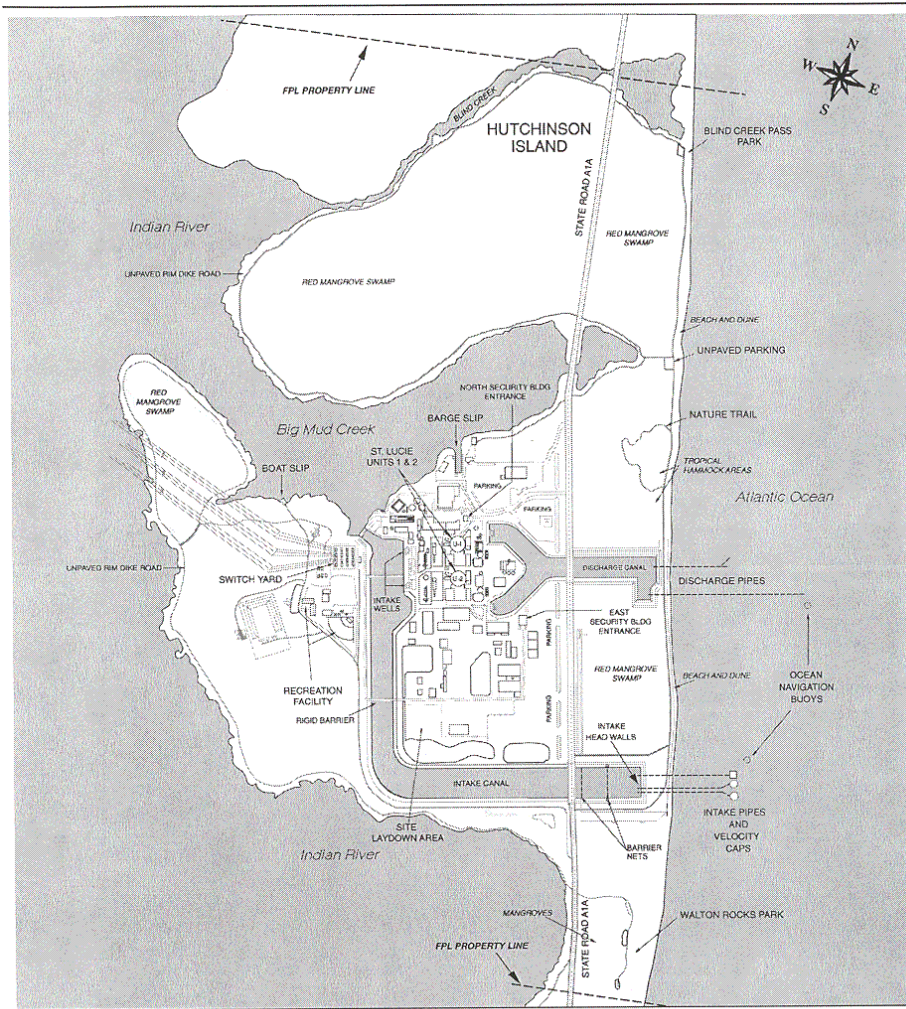 N
W
E
S
FPL PROPERTY LINE
BLIND CREEK
HUTCHINSON
ISLAND
BLIND CREEK PASS
PARK
STATE ROAD A1A
Indian River
RED MANGROVE
SWAMP
UNPAVED RIM DIKE ROAD
RED MANGROVE SWAMP
BEACH AND DUNE
UNPAVED PARKING
NORTH SECURITY BLDG
ENTRANCE
RED
MANGROVE
SWAMP
NATURE TRAIL
BARGE SLIP
Big Mud Creek
ST. LUCIE
UNITS 1 & 2
TROPICAL
HAMMOCK AREAS
BOAT SLIP
PARKING
Atlantic Ocean
PARKING
UNPAVED RIM DIKE ROAD
DISCHARGE CANAL
SWITCH YARD
DISCHARGE PIPES
INTAKE
WELLS
EAST
SECURITY BLDG
ENTRANCE
PARKING
RED MANGROVE
SWAMP
BEACH AND DUNE
OCEAN
NAVIGATION
BUOYS
RECREATION
FACILITY
RIGID BARRIER
PARKING
INTAKE
HEAD WALLS
INTAKE CANAL
INTAKE PIPES
AND
VELOCITY
CAPS
SITE
LAYDOWN AREA
Indian River
BARRIER
NETS
MANGROVES
STATE ROAD A1A
WALTON ROCKS PARK
FPL PROPERTY LINE